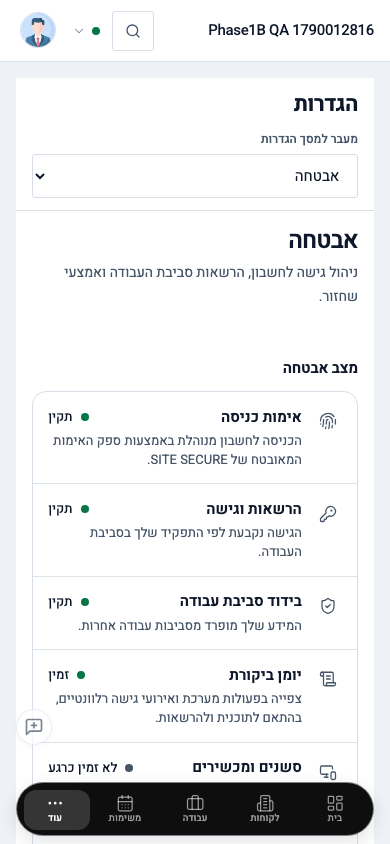 Phase1B QA 1790012816
הגדרות
מעבר למסך הגדרות
אבטחה
אבטחה
ניהול גישה לחשבון, הרשאות סביבת העבודה ואמצעי
שחזור.
מצב אבטחה
אימות כניסה
תקין
הכניסה לחשבון מנוהלת באמצעות ספק האימות
המאובטח של SITE SECURE.
הרשאות וגישה
תקין
הגישה נקבעת לפי התפקיד שלך בסביבת
העבודה.
בידוד סביבת עבודה
תקין
המידע שלך מופרד מסביבות עבודה אחרות.
יומן ביקורת
זמין
צפייה בפעולות מערכת ואירועי גישה רלוונטיים,
בהתאם לתוכנית ולהרשאות.
סשנים ומכשירים
לא זמין כרגע
בית
לקוחות
עבודה
משימות
עוד